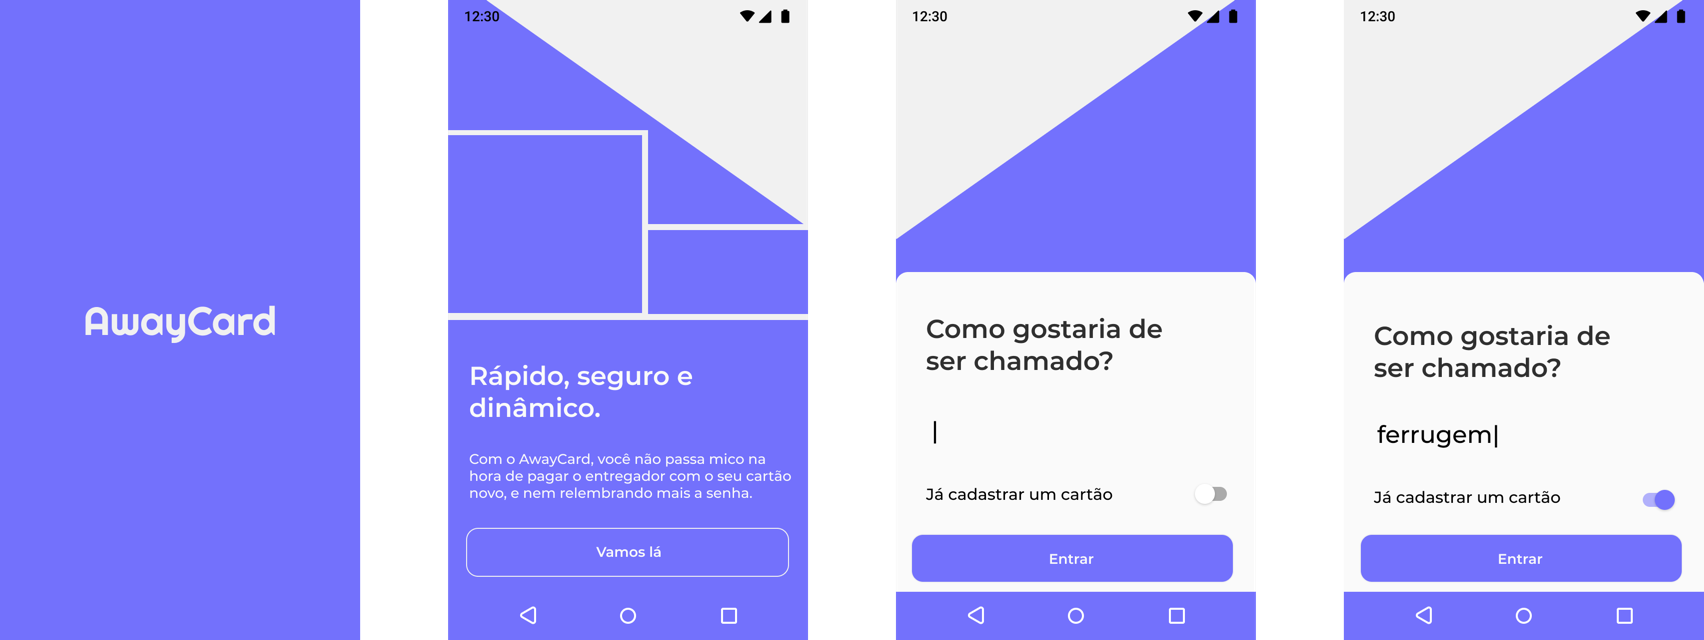 AwayCard
12:30
Rápido, seguro e
dinâmico.
Com o AwayCard, você não passa mico na
hora de pagar o entregador com o seu cartão
novo, e nem relembrando mais a senha.
Vamos lá
12:30
Como gostaria de
ser chamado?
Já cadastrar um cartão
Entrar
12:30
Como gostaria de
ser chamado?
ferrugem
Já cadastrar um cartão
Entrar